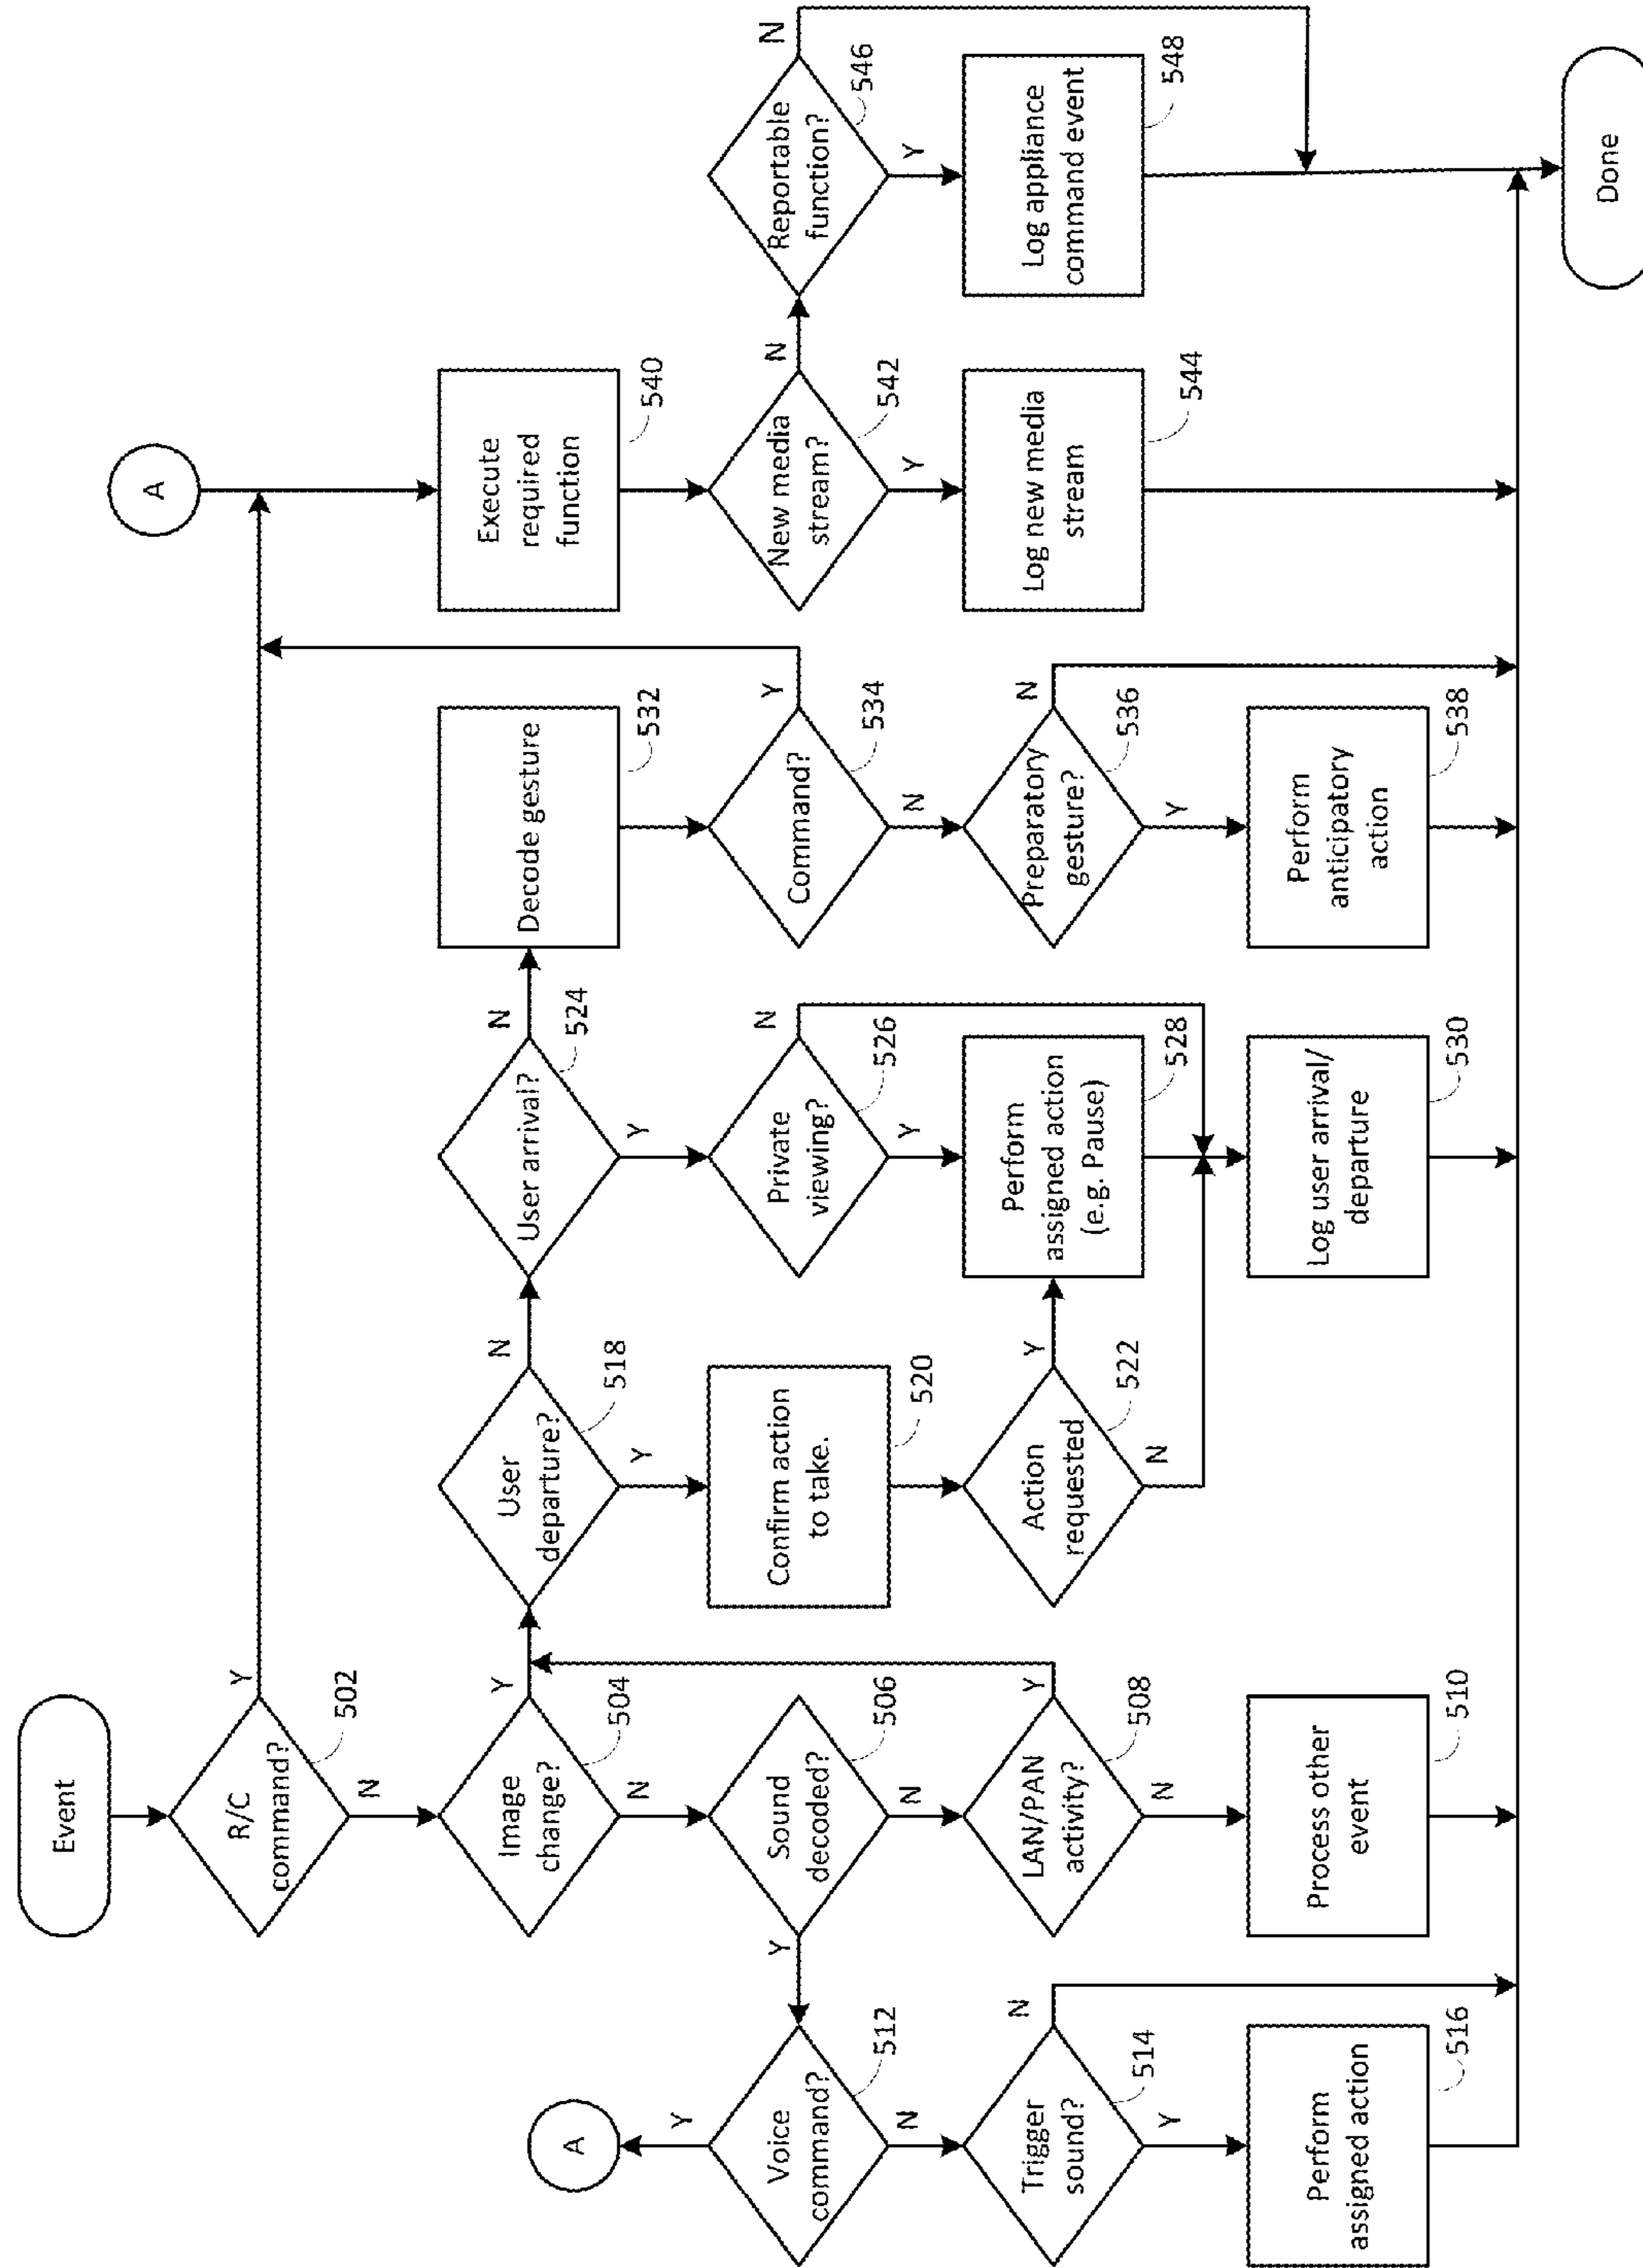 Event
R/C
command?
502
Y
N
Image
change?
504
Y
N
Sound
decoded?
506
Y
N
LAN/PAN
activity?
508
Y
N
Process other
event
510
A
Y
Voice
command?
512
N
Trigger
sound?
514
N
Y
Perform
assigned action
516
User
departure?
518
N
Y
Confirm action
to take.
520
Action
requested
522
Y
N
User arrival?
524
N
Y
Private
viewing?
526
N
Y
Perform
assigned action
(e.g. Pause)
528
Log user arrival/
departure
530
Decode gesture
532
Command?
534
Y
N
Preparatory
gesture?
536
N
Y
Perform
anticipatory
action
538
A
Execute
required
function
540
New media
stream?
542
N
Y
Log new media
stream
544
Reportable
function?
546
N
Y
Log appliance
command event
548
Done